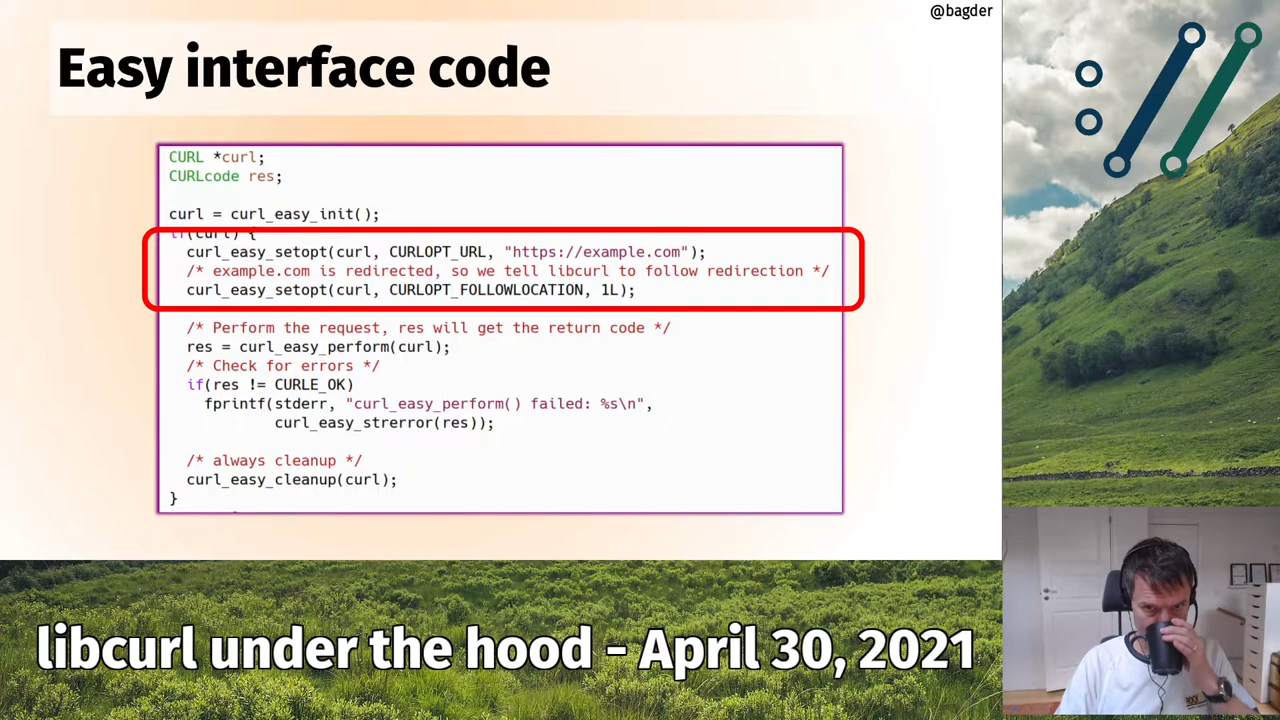 @bagder
Easy interface code
CURL *curl;
CURLcode res;
curl = curl_easy_init();
if(curl) {
curl_easy_setopt(curl, CURLOPT_URL, "https://example.com");
/* example.com is redirected, so we tell libcurl to follow redirection */
curl_easy_setopt(curl, CURLOPT_FOLLOWLOCATION, 1L);
/* Perform the request, res will get the return code */
res = curl_easy_perform(curl);
/* Check for errors */
if(res != CURLE_OK)
fprintf(stderr, "curl_easy_perform() failed: %s\n",
curl_easy_strerror(res));
/* always cleanup */
curl_easy_cleanup(curl);
}
libcurl under the hood - April 30, 2021